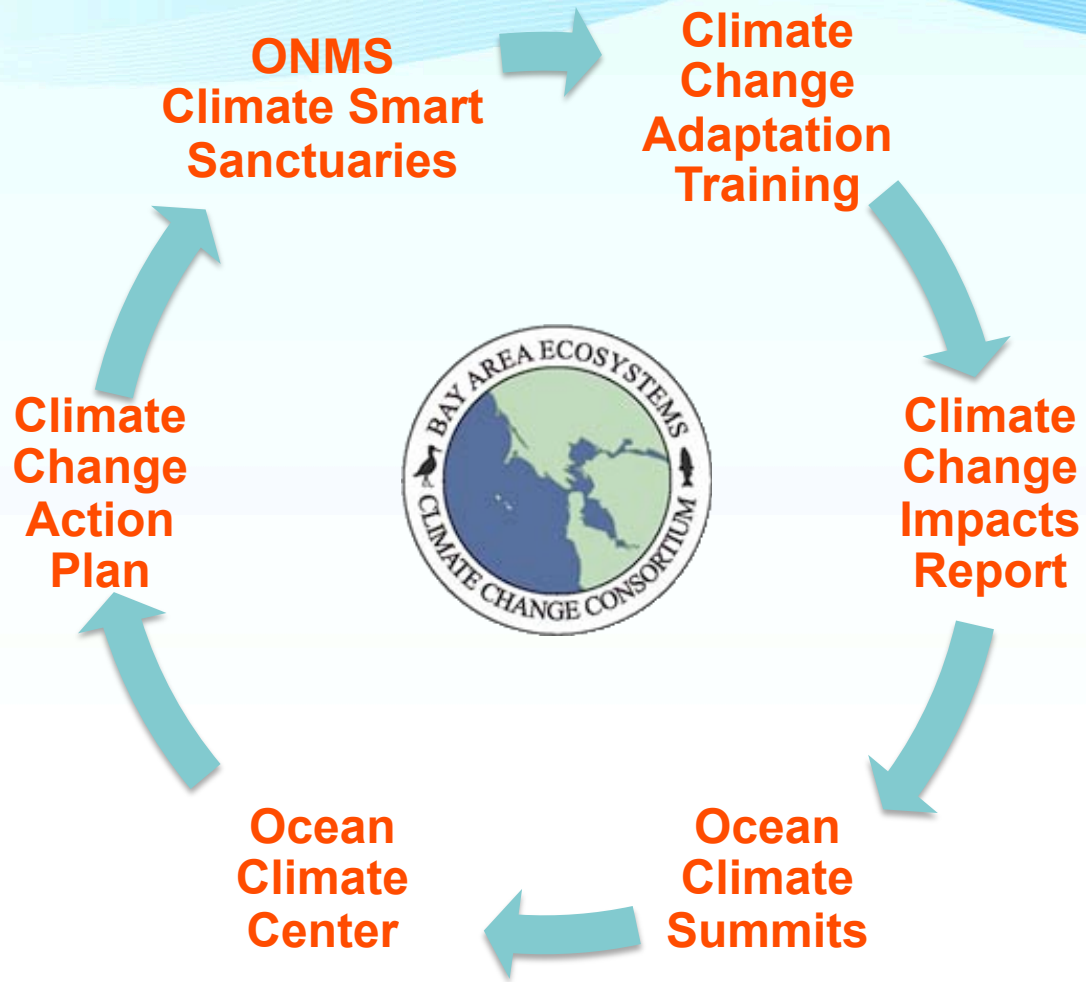 ONMS
Climate Smart
Sanctuaries
Climate
Change
Adaptation
Training
Climate
Change
Impacts
Report
Ocean
Climate
Summits
Ocean
Climate
Center
Climate
Change
Action
Plan
BAY AREA ECOSYSTEMS
CLIMATE CHANGE CONSORTIUM